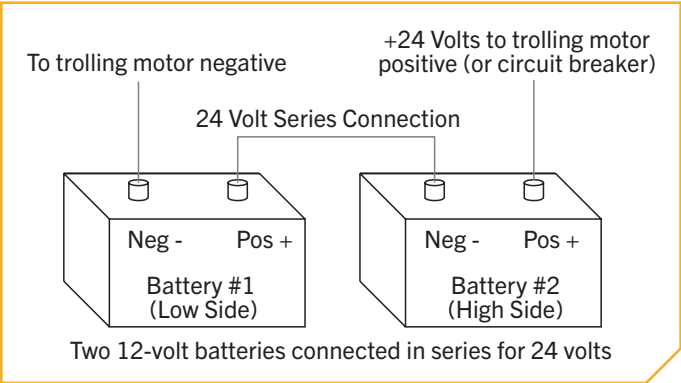 To trolling motor negative
+24 Volts to trolling motor
positive (or circuit breaker)
24 Volt Series Connection
Neg - Pos +
Battery #1
(Low Side)
Neg - Pos +
Battery #2
(High Side)
Two 12-volt batteries connected in series for 24 volts